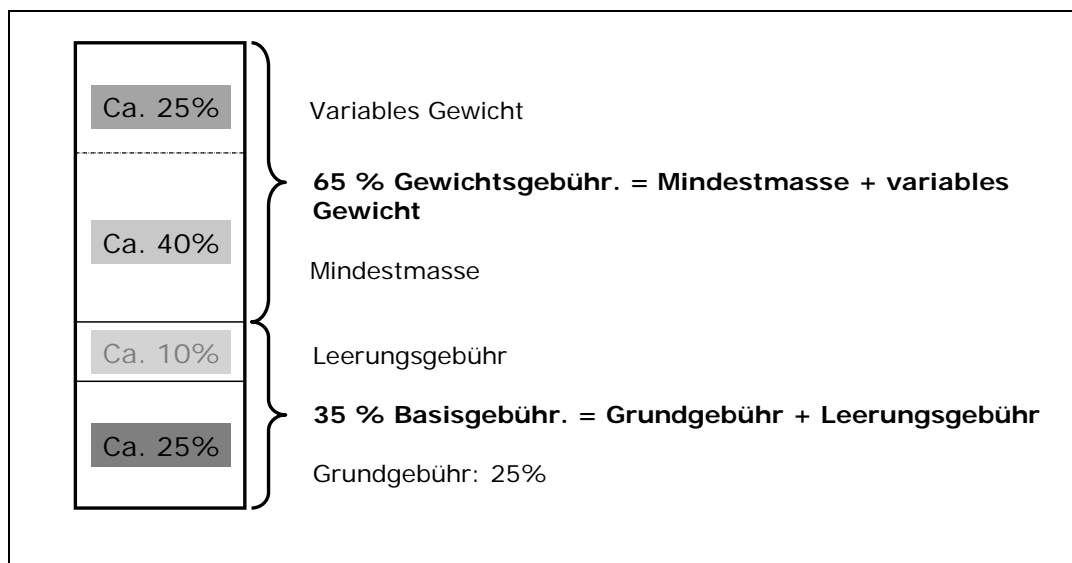 Ca. 25%
Variables Gewicht
65 % Gewichtsgebühr. = Mindestmasse + variables
Gewicht
Ca. 40%
Mindestmasse
Ca. 10%
Leerungsgebühr
35 % Basisgebühr. = Grundgebühr + Leerungsgebühr
Ca. 25%
Grundgebühr: 25%